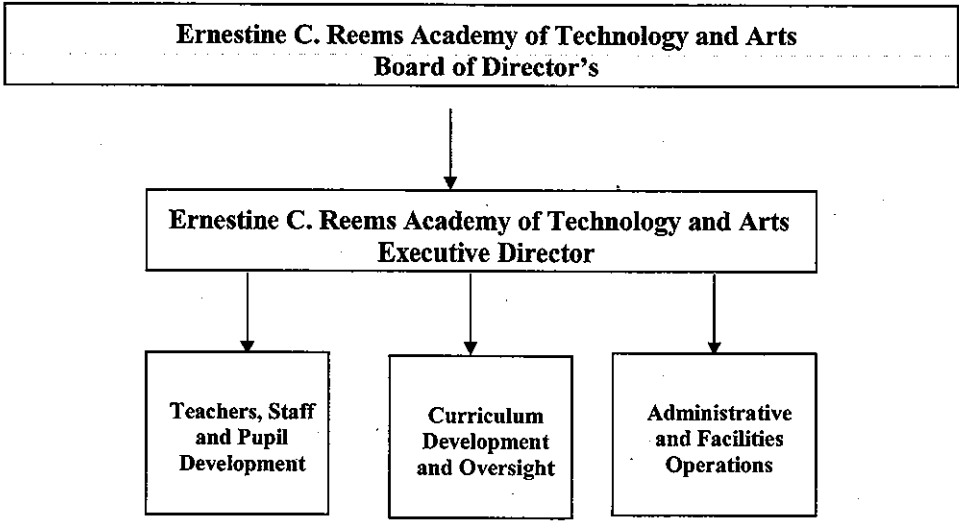 Ernestine C. Reems Academy of Technology and Arts
Board of Director's
Ernestine C. Reems Academy of Technology and Arts
Executive Director
Teachers, Staff
and Pupil
Development
Curriculum
Development
and Oversight
Administrative
and Facilities
Operations